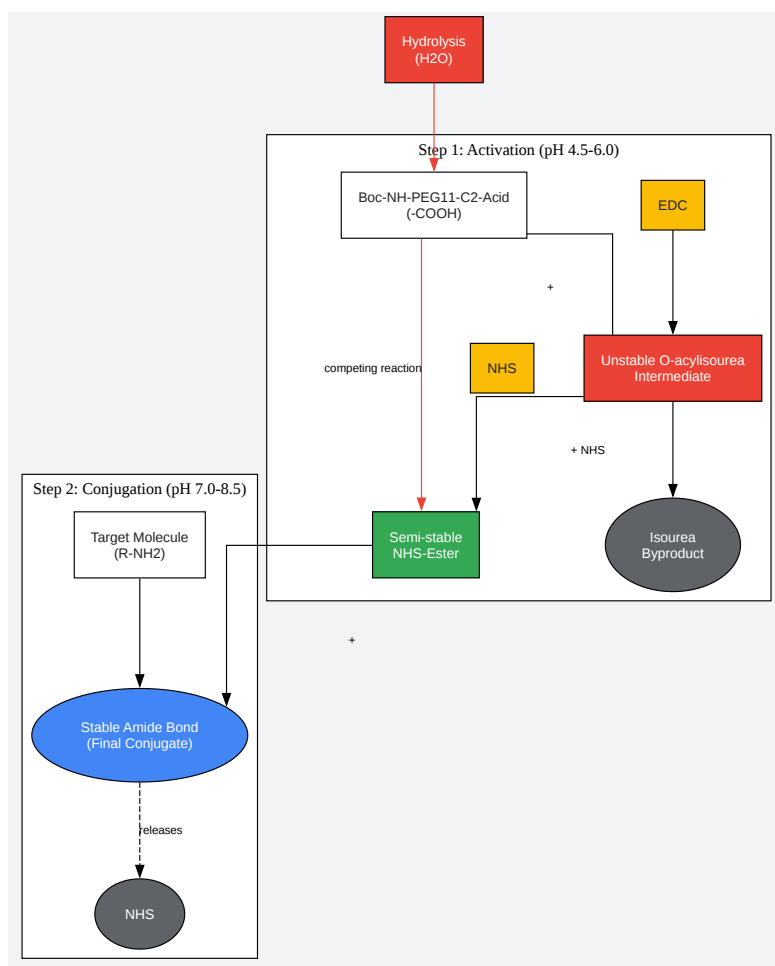 Hydrolysis
(H2O)
Step 1: Activation (pH 4.5-6.0)
Boc-NH-PEG11-C2-Acid
(-COOH)
EDC
+
competing reaction
NHS
Unstable O-acylisourea
Intermediate
+ NHS
Step 2: Conjugation (pH 7.0-8.5)
Target Molecule
(R-NH2)
Semi-stable
NHS-Ester
Isourea
Byproduct
+
Stable Amide Bond
(Final Conjugate)
releases
NHS